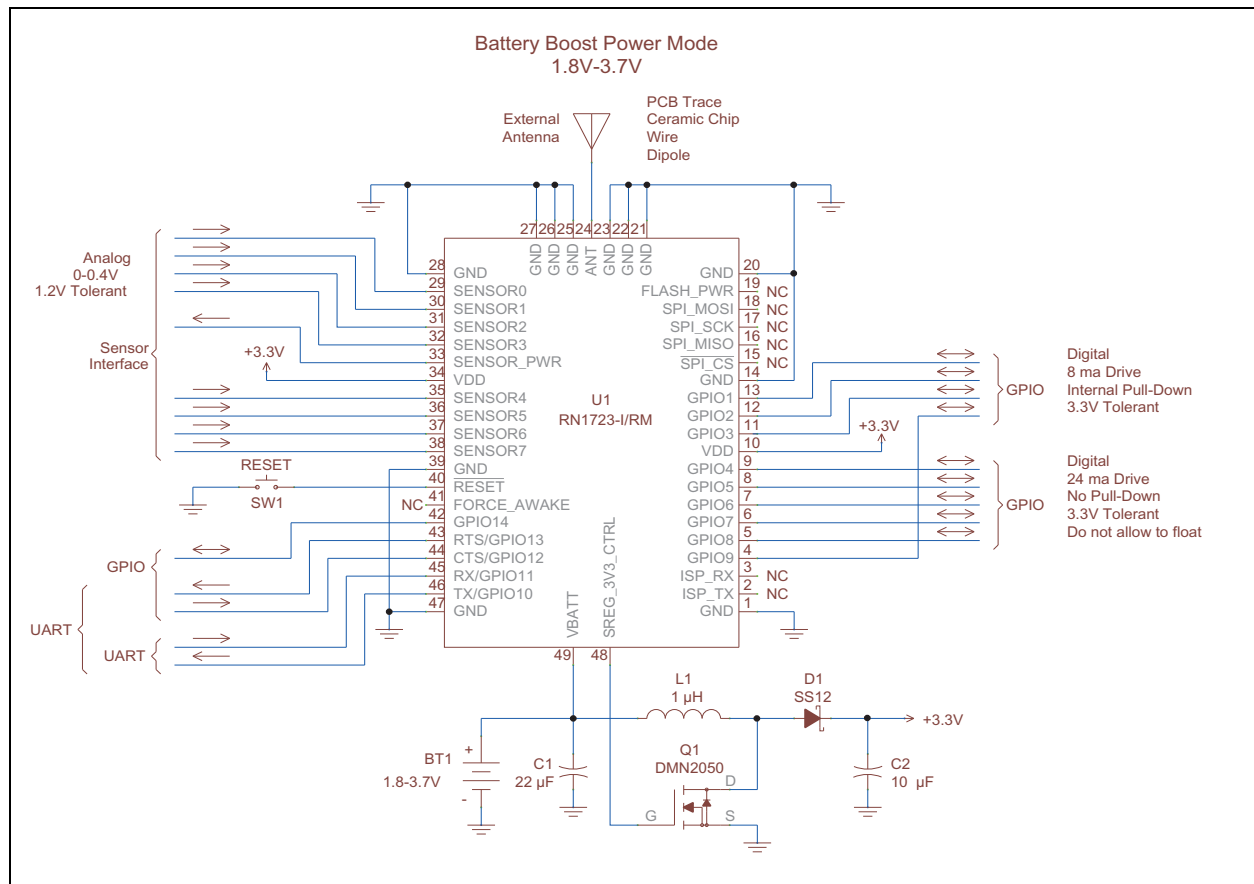 Battery Boost Power Mode
1.8V-3.7V
External
Antenna
PCB Trace
Ceramic Chip
Wire
Dipole
27 26 25 24 23 22 21
GND GND GND ANT GND GND GND
Analog
0-0.4V
1.2V Tolerant
Sensor
Interface
+3.3V
28 GND
29 SENSOR0
30 SENSOR1
31 SENSOR2
32 SENSOR3
33 SENSOR_PWR
34 VDD
35 SENSOR4
36 SENSOR5
37 SENSOR6
38 SENSOR7
39 GND
40 RESET
41 FORCE_AWAKE
42 GPIO14
43 RTS/GPIO13
44 CTS/GPIO12
45 RX/GPIO11
46 TX/GPIO10
47 GND
RESET
SW1
NC
GPIO
UART
UART
U1
RN1723-I/RM
GND 20
FLASH_PWR 19 NC
SPI_MOSI 18 NC
SPI_SCK 17 NC
SPI_MISO 16 NC
SPI_CS 15 NC
GND 14
GPIO1 13
GPIO2 12
GPIO3 11
VDD 10
GPIO4 9
GPIO5 8
GPIO6 7
GPIO7 6
GPIO8 5
GPIO9 4
ISP_RX 3 NC
ISP_TX 2 NC
GND 1
+3.3V
GPIO
Digital
8 ma Drive
Internal Pull-Down
3.3V Tolerant
GPIO
Digital
24 ma Drive
No Pull-Down
3.3V Tolerant
Do not allow to float
VBATT
SREG_3V3_CTRL
49 48
L1
1 µH
D1
SS12
+3.3V
BT1
+
1.8-3.7V
-
C1
22 µF
Q1
DMN2050
D
G
S
C2
10 µF